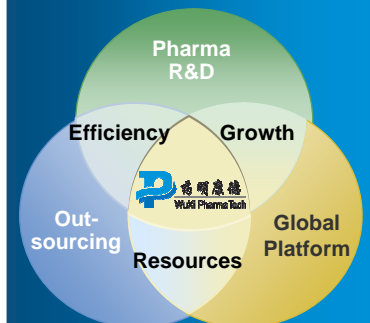 Pharma
R&D
Efficiency Growth
药明康德
WuXi PharmaTech
Out-
sourcing
Global
Platform
Resources